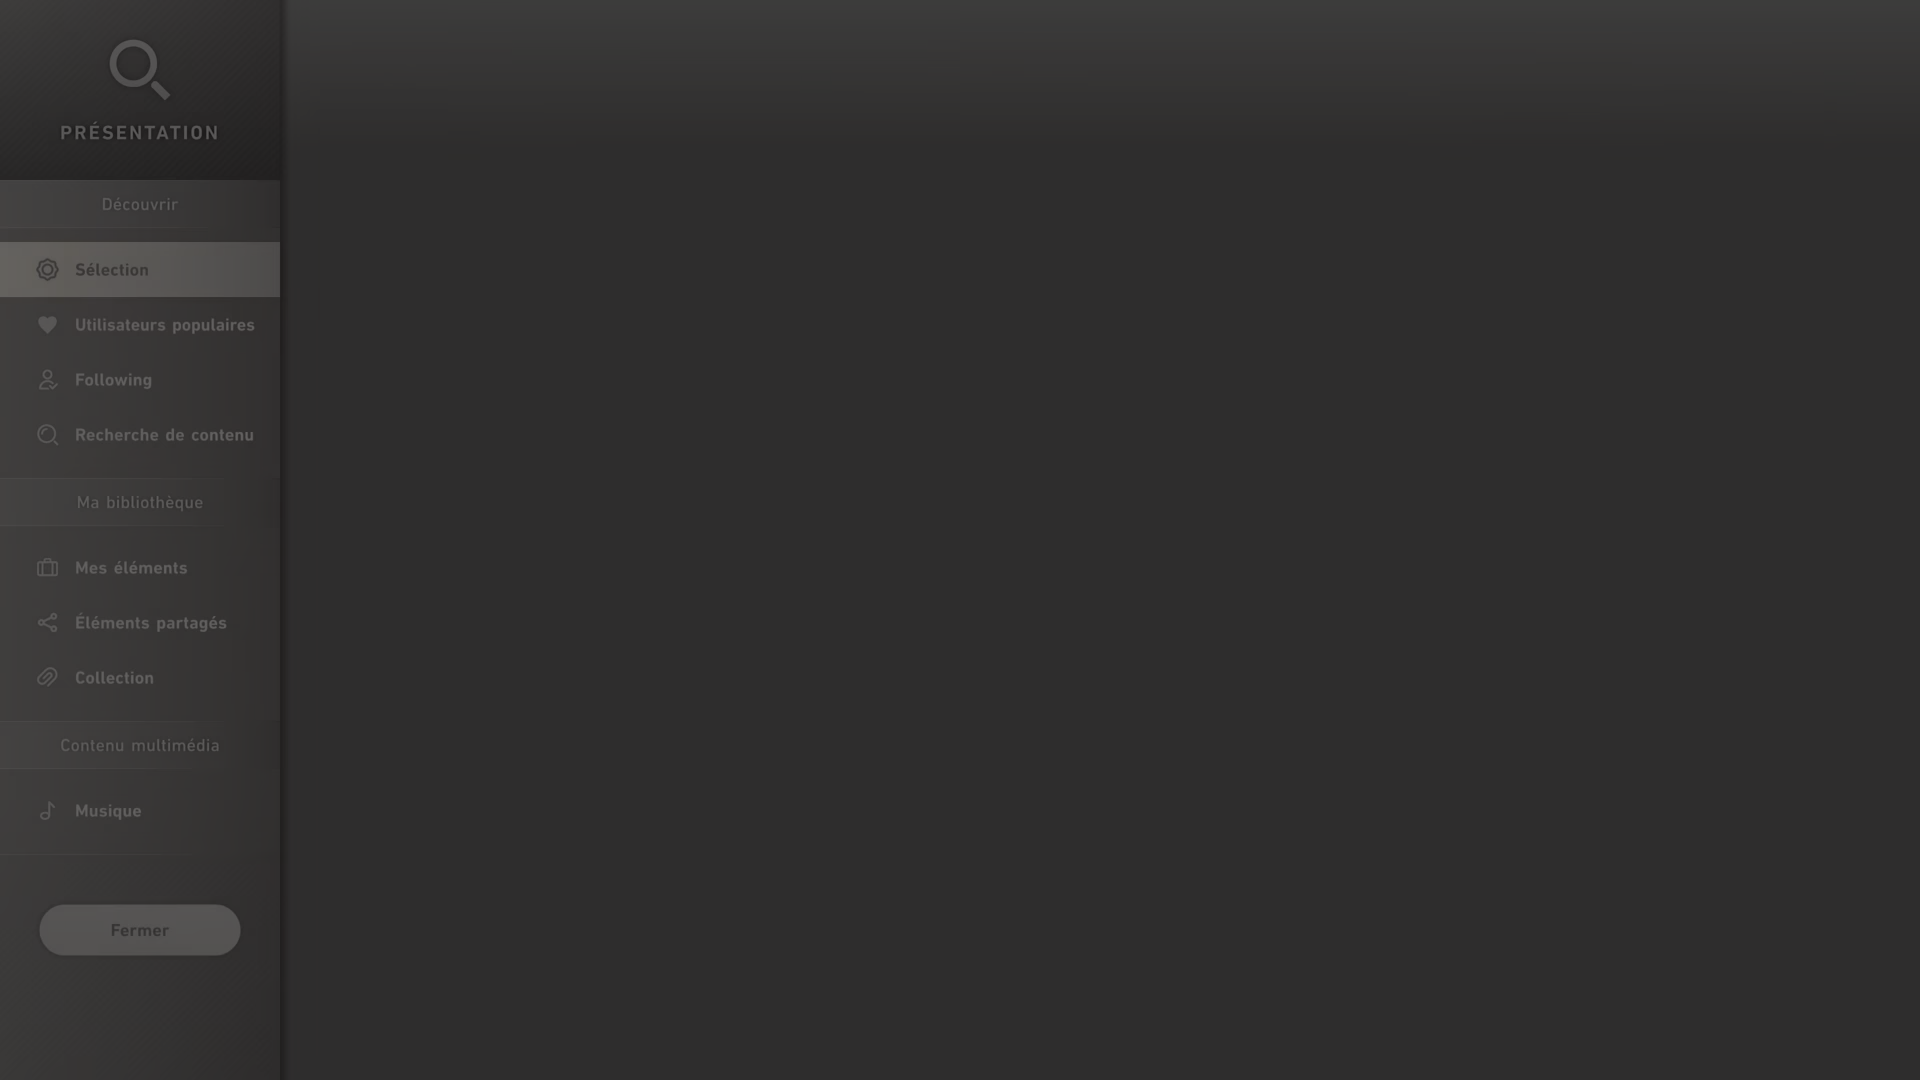 PRÉSENTATION
Découvrir
Sélection
Utilisateurs populaires
Following
Recherche de contenu
Ma bibliothèque
Mes éléments
Éléments partagés
Collection
Contenu multimédia
Musique
Fermer